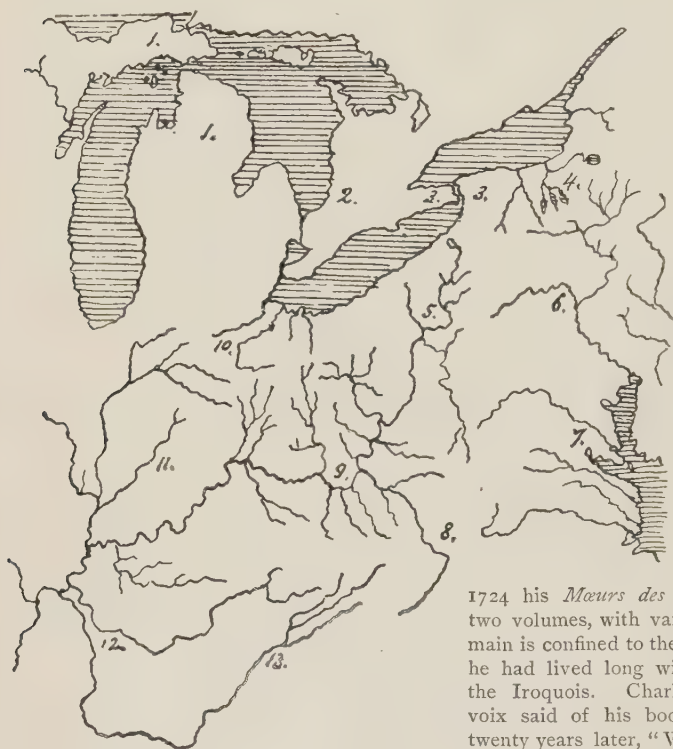 1.
1.
2.
2.
3.
4.
5.
6.
7.
8.
9.
10.
11.
12.
13.
1724 his Mœurs des
two volumes, with va
main is confined to the
he had lived long wi
the Iroquois. Charl
voix said of his boo
twenty years later, “ V